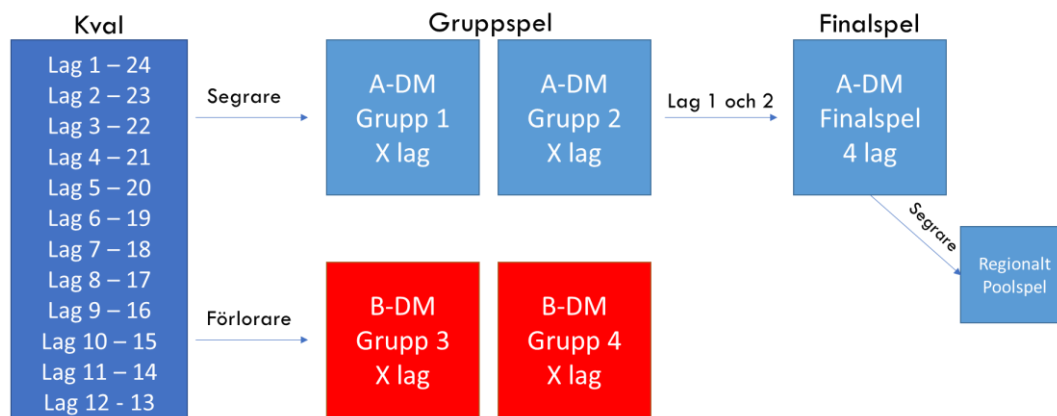 Kval
Lag 1 – 24
Lag 2 – 23
Lag 3 – 22
Lag 4 – 21
Lag 5 – 20
Lag 6 – 19
Lag 7 – 18
Lag 8 – 17
Lag 9 – 16
Lag 10 – 15
Lag 11 – 14
Lag 12 - 13
Segrare
Förlorare
Gruppspel
A-DM
Grupp 1
X lag
A-DM
Grupp 2
X lag
B-DM
Grupp 3
X lag
B-DM
Grupp 4
X lag
Lag 1 och 2
Finalspel
A-DM
Finalspel
4 lag
Segrare
Regionalt
Poolspel